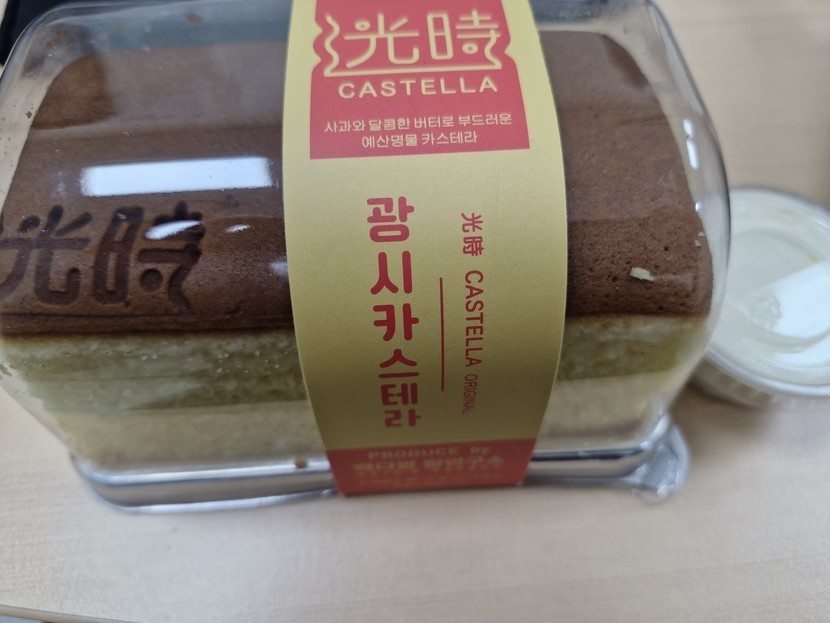 光時
CASTELLA
사과와 달콤한 버터로 부드러운
예산명물 카스테라
광시카스테라
光時 CASTELLA ORIGINAL
光時
PRODUCE by